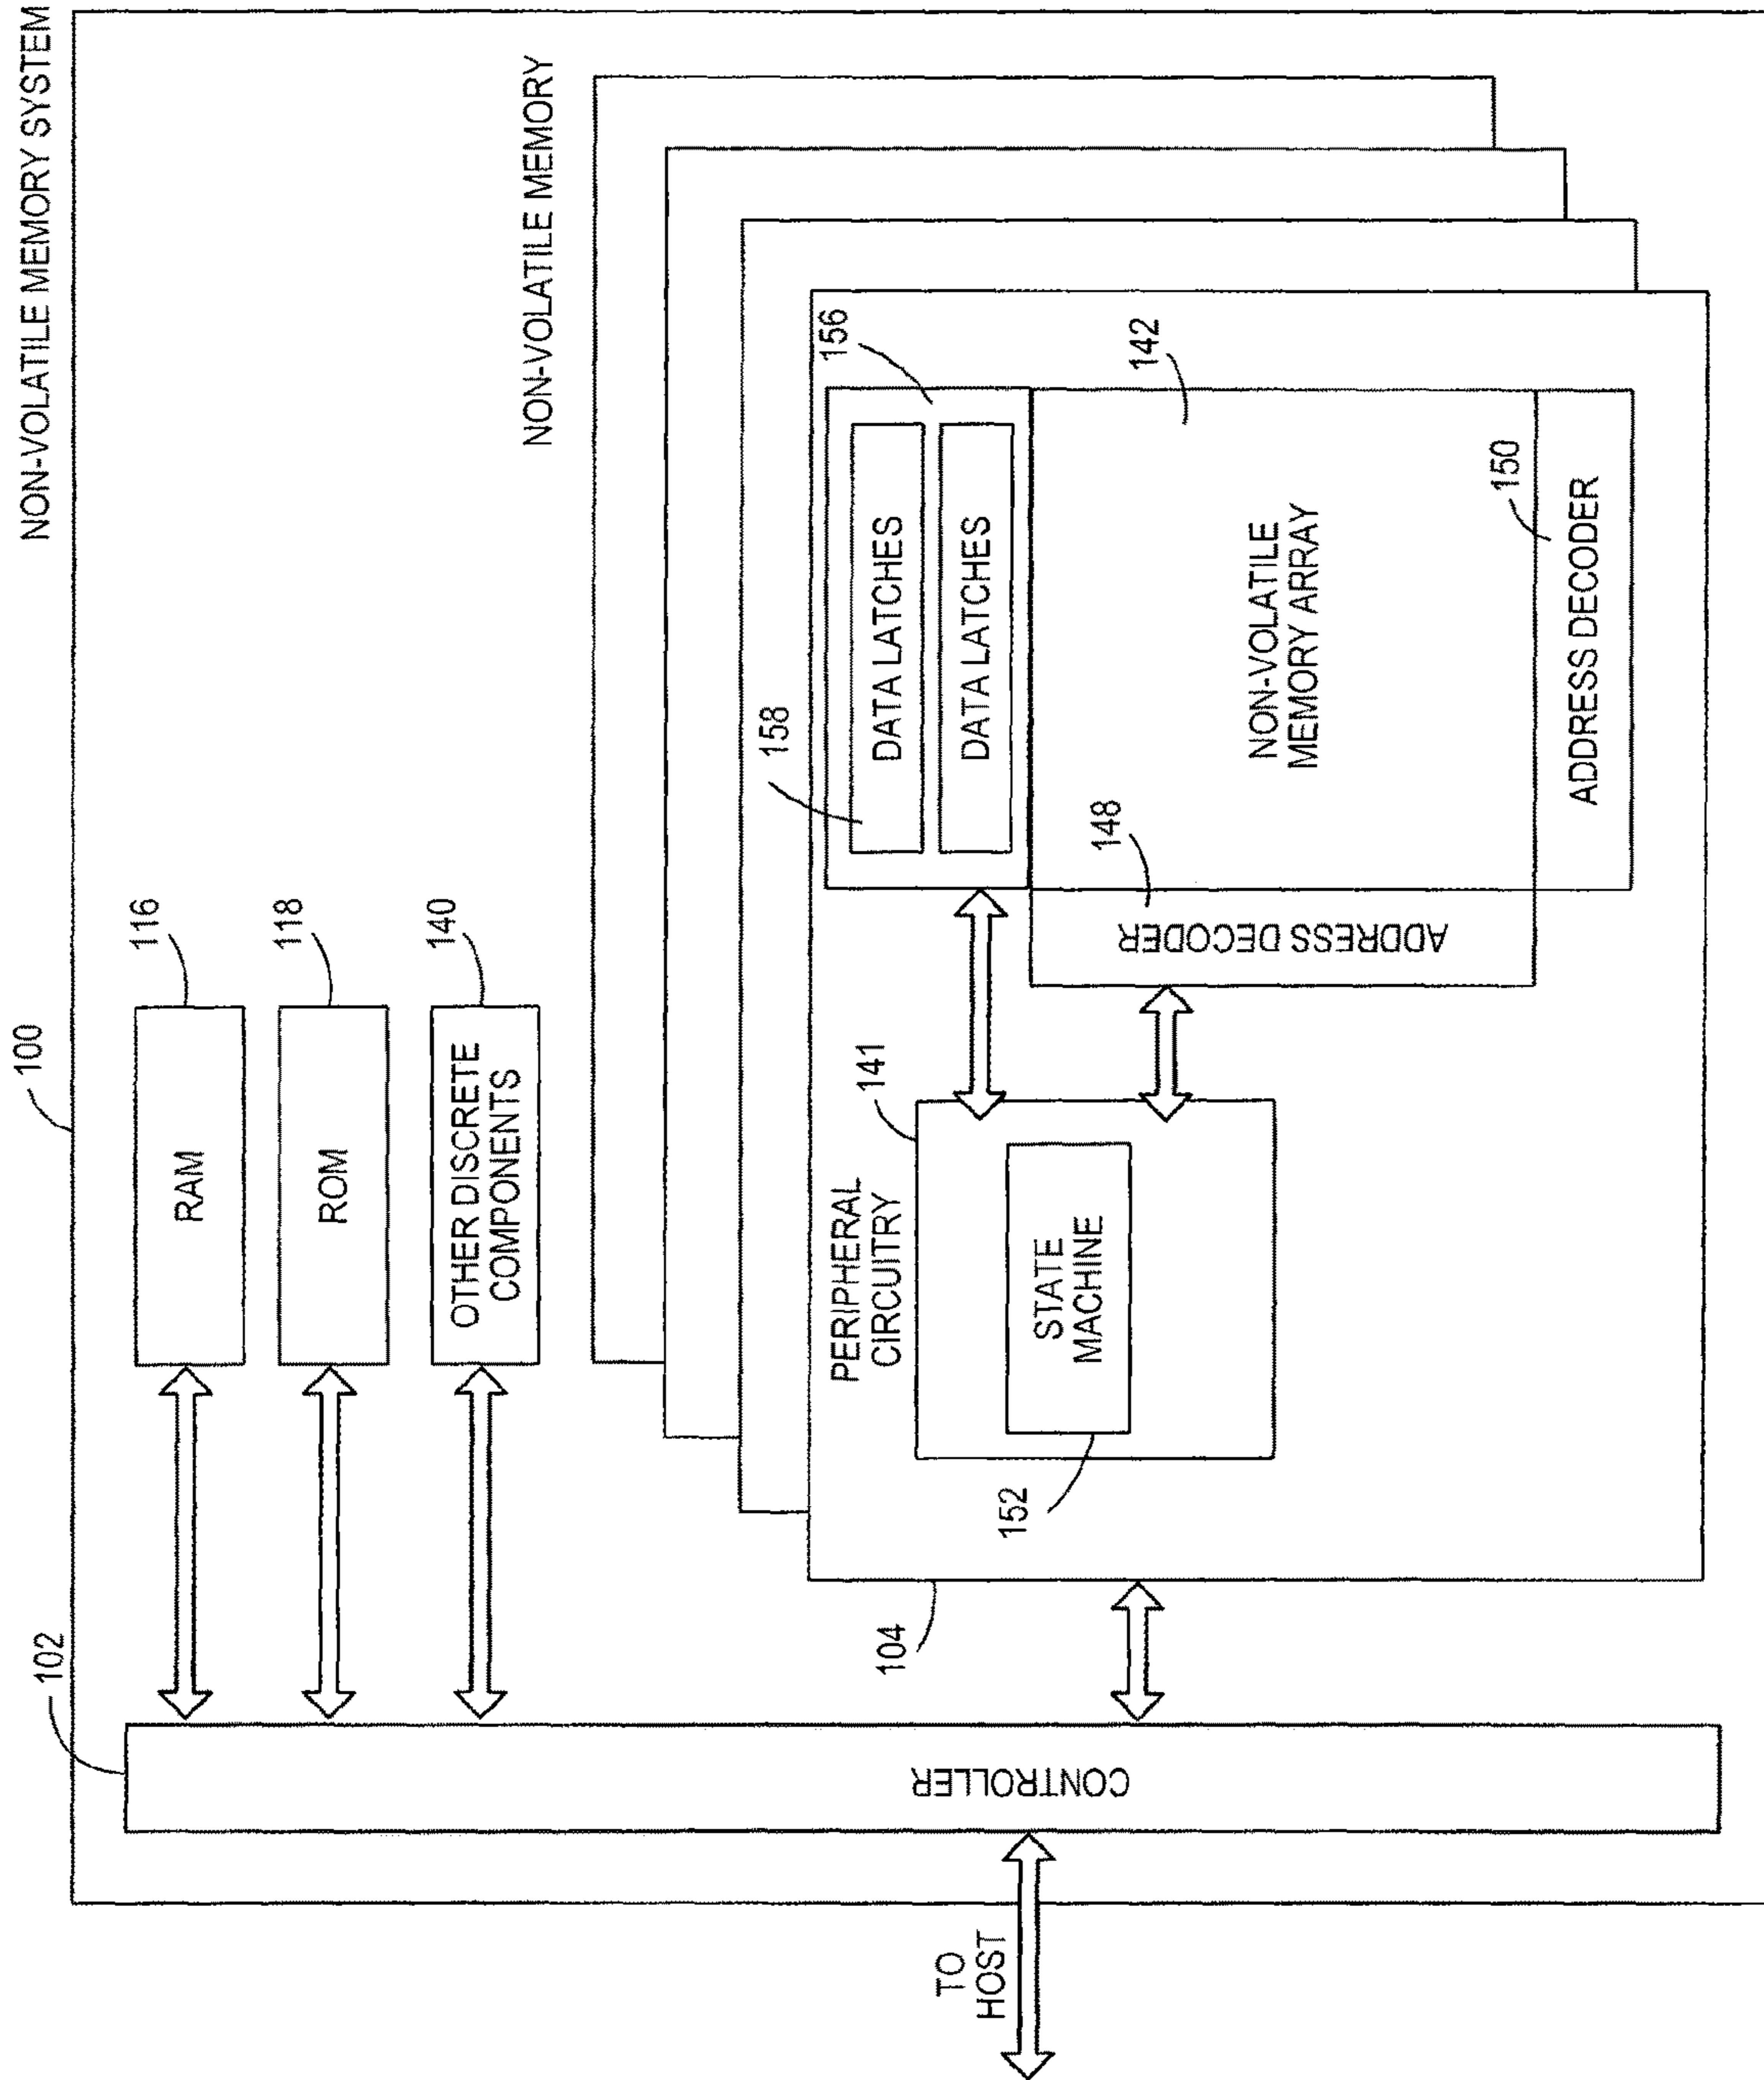 NON-VOLATILE MEMORY SYSTEM
100
102
RAM
116
ROM
118
OTHER DISCRETE
COMPONENTS
140
NON-VOLATILE MEMORY
CONTROLLER
TO
HOST
104
PERIPHERAL
CIRCUITRY
141
STATE
MACHINE
152
158
156
DATA LATCHES
DATA LATCHES
148
ADDRESS DECODER
142
NON-VOLATILE
MEMORY ARRAY
150
ADDRESS DECODER